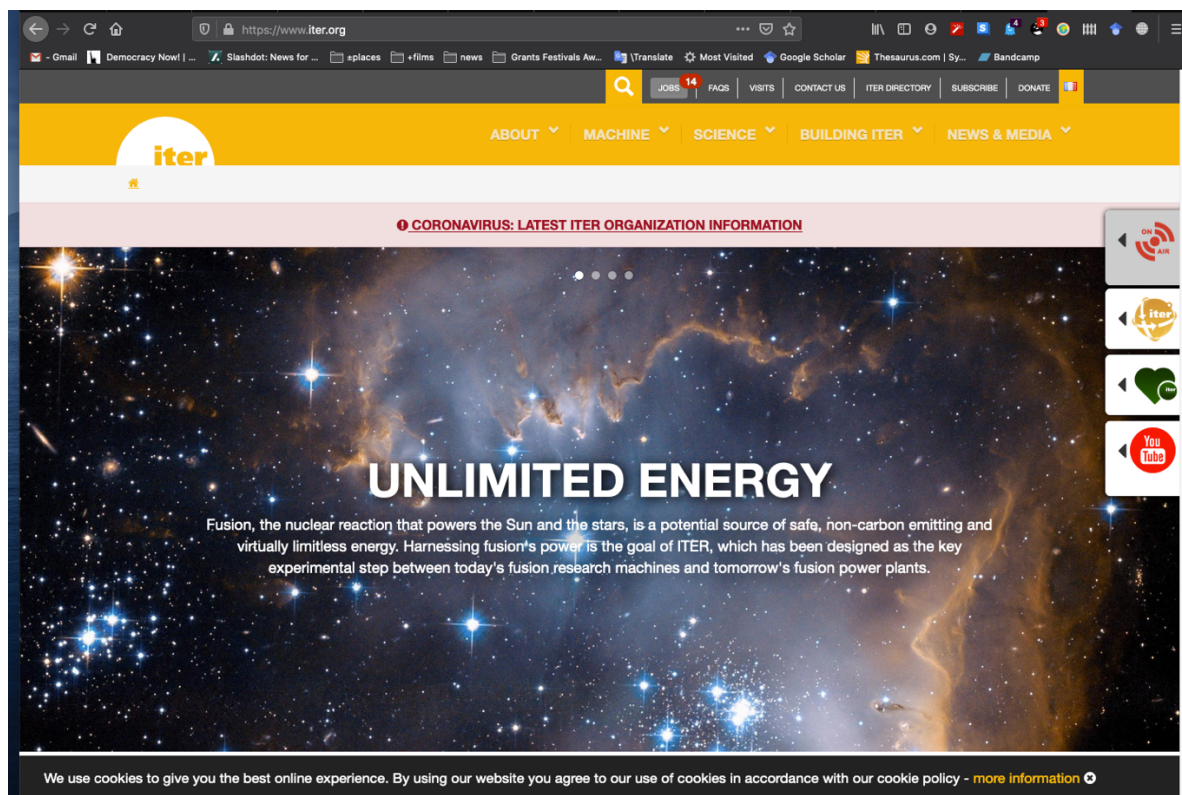 https://www.iter.org
- Gmail Democracy Now! | ... Slashdot: News for ... ±places +films news Grants Festivals Aw... \Translate Most Visited Google Scholar Thesaurus.com | Sy... Bandcamp
JOBS 14 FAQS VISITS CONTACT US ITER DIRECTORY SUBSCRIBE DONATE
iter ABOUT MACHINE SCIENCE BUILDING ITER NEWS & MEDIA
CORONAVIRUS: LATEST ITER ORGANIZATION INFORMATION
ON AIR
iter
iter
You Tube
UNLIMITED ENERGY
Fusion, the nuclear reaction that powers the Sun and the stars, is a potential source of safe, non-carbon emitting and
virtually limitless energy. Harnessing fusion's power is the goal of ITER, which has been designed as the key
experimental step between today's fusion research machines and tomorrow's fusion power plants.
We use cookies to give you the best online experience. By using our website you agree to our use of cookies in accordance with our cookie policy - more information